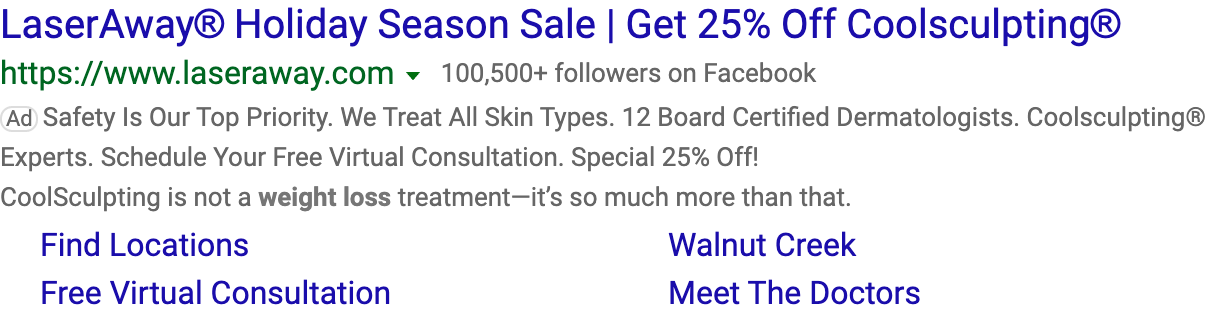 LaserAway® Holiday Season Sale | Get 25% Off Coolsculpting®
https://www.laseraway.com 100,500+ followers on Facebook
Ad Safety Is Our Top Priority. We Treat All Skin Types. 12 Board Certified Dermatologists. Coolsculpting®
Experts. Schedule Your Free Virtual Consultation. Special 25% Off!
CoolSculpting is not a weight loss treatment—it’s so much more than that.
Find Locations Walnut Creek
Free Virtual Consultation Meet The Doctors